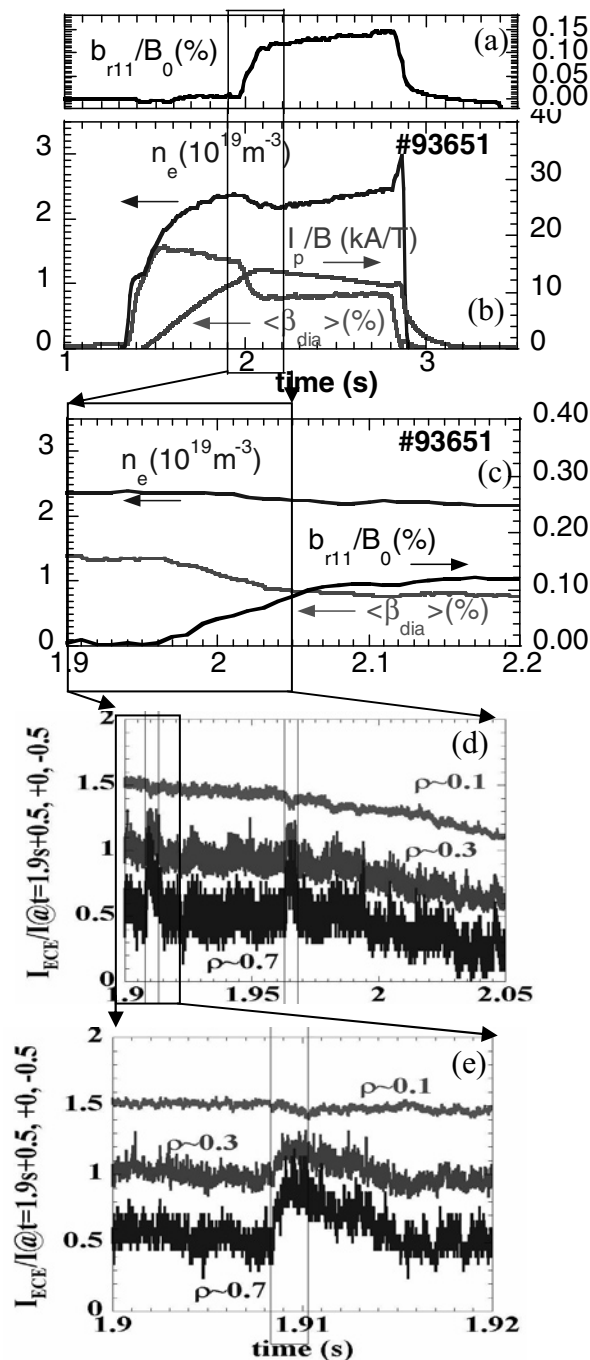 (a)
b_r11/B_0(%)
0.15
0.10
0.05
0.00
n_e(10^19m^-3)
#93651
40
3
30
2
I_p/B (kA/T)
20
1
10
(b)
<β_dia>(%)
0
0
1
2
3
time (s)
0.40
3
n_e(10^19m^-3)
#93651
(c)
0.30
2
b_r11/B_0(%)
0.20
1
0.10
<β_dia>(%)
0
0.00
1.9
2
2.1
2.2
2
(d)
1.5
ρ~0.1
1
ρ~0.3
0.5
ρ~0.7
0
1.9
1.95
2
2.05
I_ECE/I@t=1.9s+0.5, +0, -0.5
2
(e)
1.5
ρ~0.1
ρ~0.3
1
0.5
ρ~0.7
0
1.9
1.91
1.92
time (s)
I_ECE/I@t=1.9s+0.5, +0, -0.5